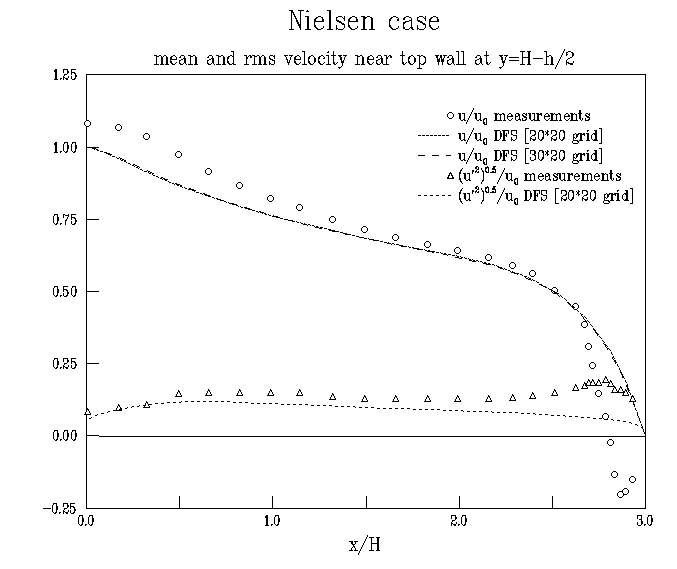 Nielsen case
mean and rms velocity near top wall at y=H-h/2
1.25
1.00
0.75
0.50
0.25
0.00
-0.25
0.0
1.0
2.0
3.0
x/H
u/u₀ measurements
u/u₀ DFS [20*20 grid]
u/u₀ DFS [30*20 grid]
(u'²)⁰·⁵/u₀ measurements
(u'²)⁰·⁵/u₀ DFS [20*20 grid]